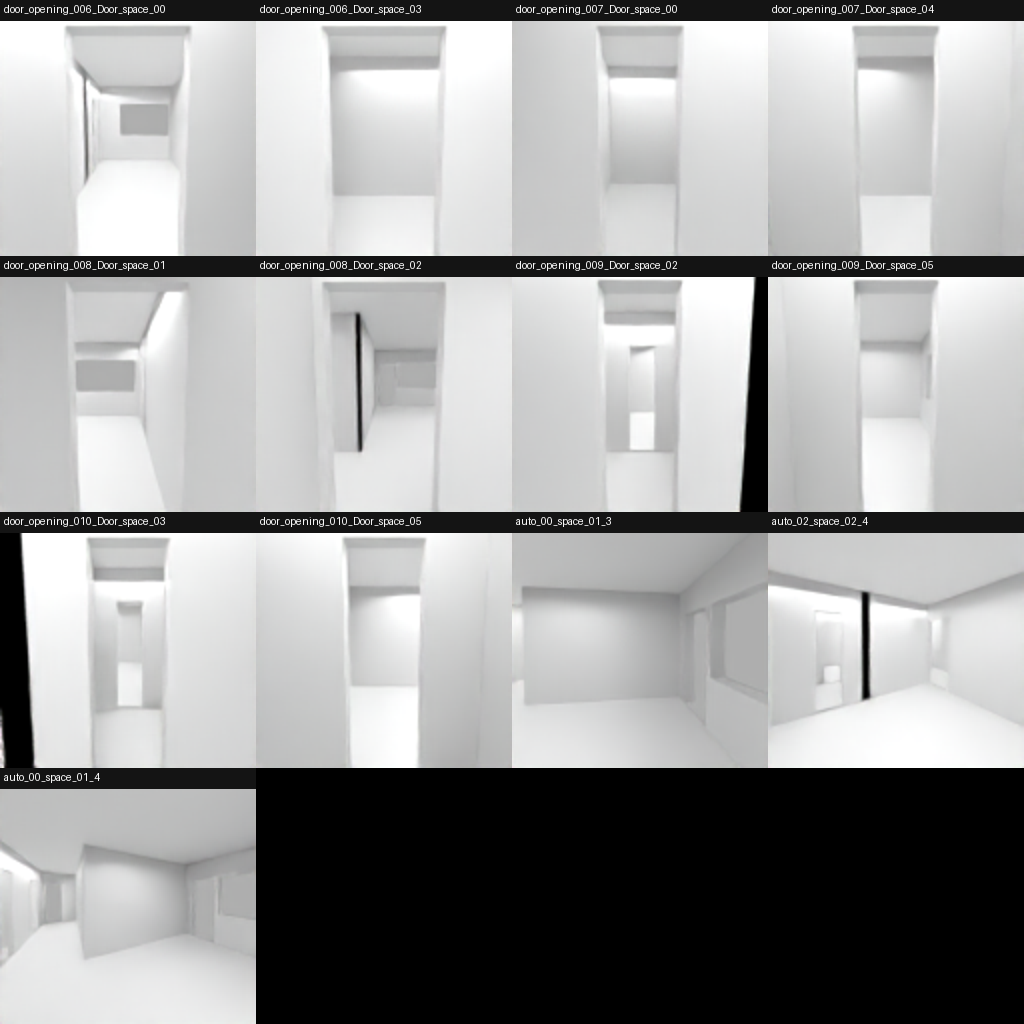 door_opening_006_Door_space_00
door_opening_006_Door_space_03
door_opening_007_Door_space_00
door_opening_007_Door_space_04
door_opening_008_Door_space_01
door_opening_008_Door_space_02
door_opening_009_Door_space_02
door_opening_009_Door_space_05
door_opening_010_Door_space_03
door_opening_010_Door_space_05
auto_00_space_01_3
auto_02_space_02_4
auto_00_space_01_4